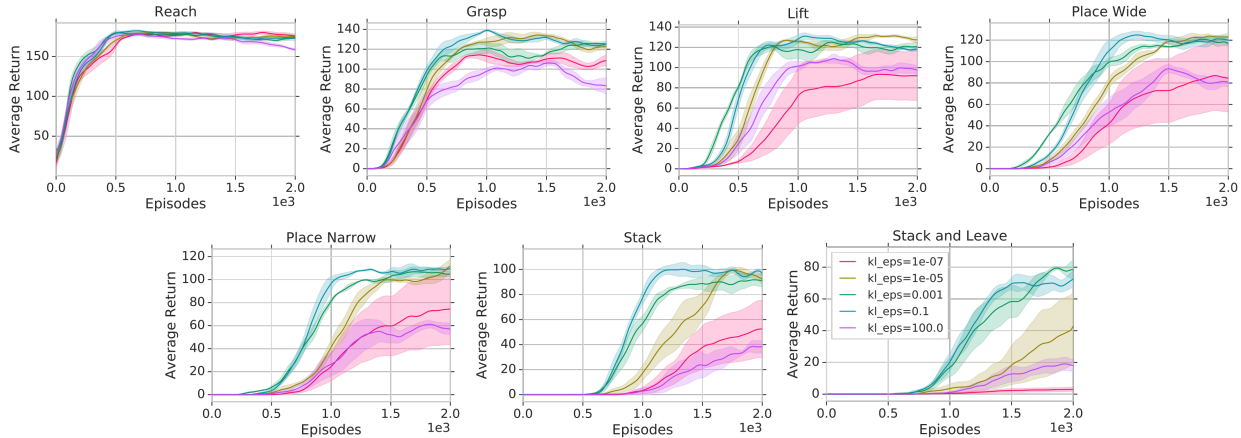 Reach
Average Return
150
100
50
0.0 0.5 1.0 1.5 2.0
Episodes 1e3
Grasp
Average Return
140
120
100
80
60
40
20
0
0.0 0.5 1.0 1.5 2.0
Episodes 1e3
Lift
Average Return
140
120
100
80
60
40
20
0
0.0 0.5 1.0 1.5 2.0
Episodes 1e3
Place Wide
Average Return
120
100
80
60
40
20
0
0.0 0.5 1.0 1.5 2.0
Episodes 1e3
Place Narrow
Average Return
120
100
80
60
40
20
0
0.0 0.5 1.0 1.5 2.0
Episodes 1e3
Stack
Average Return
100
80
60
40
20
0
0.0 0.5 1.0 1.5 2.0
Episodes 1e3
Stack and Leave
Average Return
80
60
40
20
0
kl_eps=1e-07
kl_eps=1e-05
kl_eps=0.001
kl_eps=0.1
kl_eps=100.0
0.0 0.5 1.0 1.5 2.0
Episodes 1e3